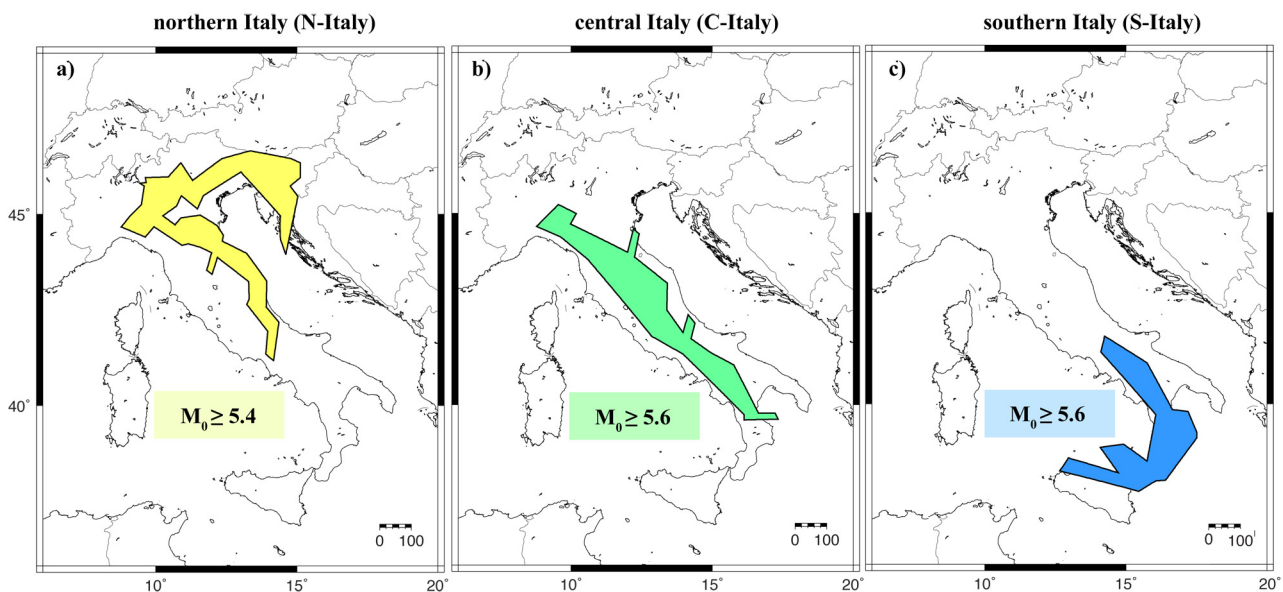 northern Italy (N-Italy)
central Italy (C-Italy)
southern Italy (S-Italy)
a)
b)
c)
45°
40°
M₀ ≥ 5.4
M₀ ≥ 5.6
M₀ ≥ 5.6
0 100
0 100
0 100
10° 15° 20°
10° 15° 20°
10° 15° 20°